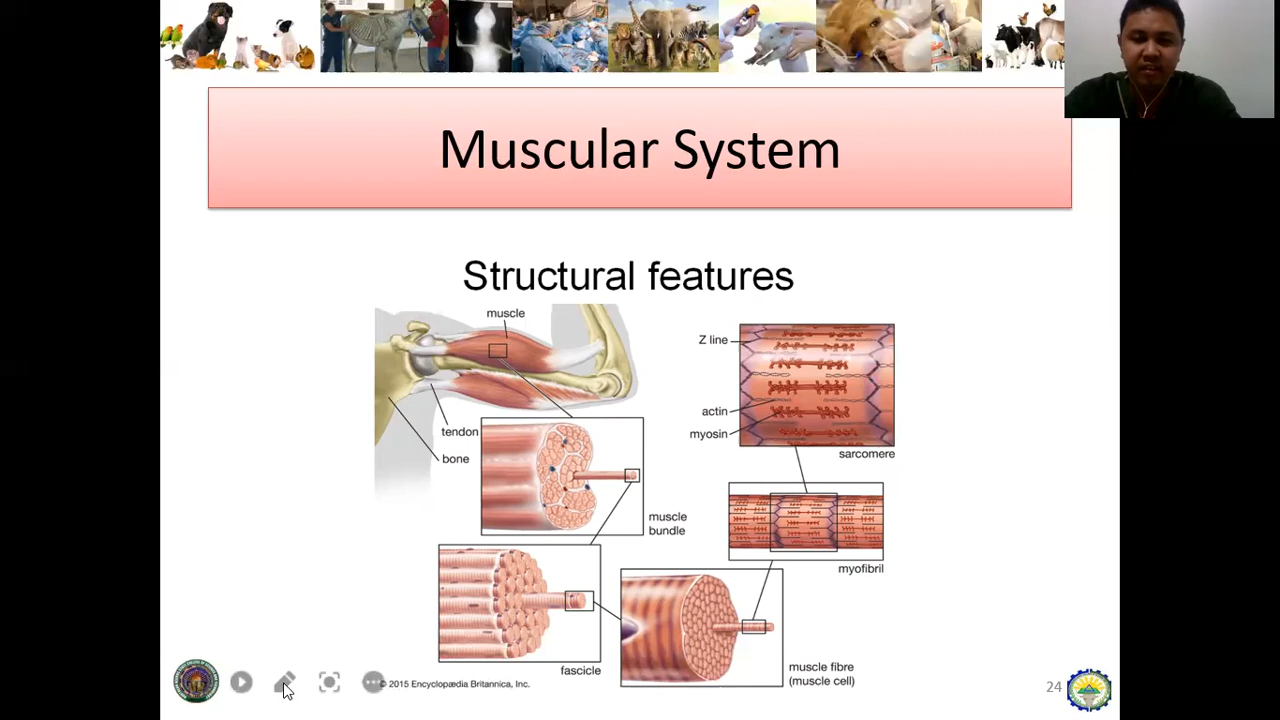 Muscular System
Structural features
muscle
Z line
actin
myosin
sarcomere
tendon
bone
muscle
bundle
myofibril
fascicle
muscle fibre
(muscle cell)
© 2015 Encyclopædia Britannica, Inc.
24